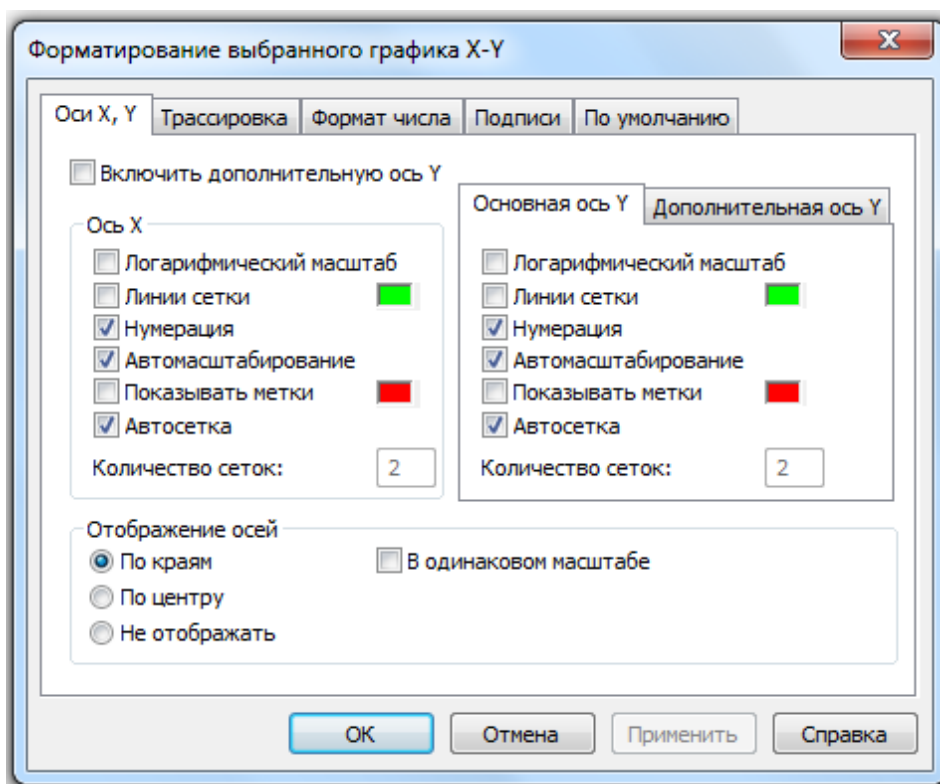 Форматирование выбранного графика X-Y
Оси X, Y
Трассировка
Формат числа
Подписи
По умолчанию
Включить дополнительную ось Y
Ось X
Логарифмический масштаб
Линии сетки
Нумерация
Автомасштабирование
Показывать метки
Автосетка
Количество сеток:
2
Основная ось Y
Дополнительная ось Y
Логарифмический масштаб
Линии сетки
Нумерация
Автомасштабирование
Показывать метки
Автосетка
Количество сеток:
2
Отображение осей
По краям
В одинаковом масштабе
По центру
Не отображать
ОК
Отмена
Применить
Справка